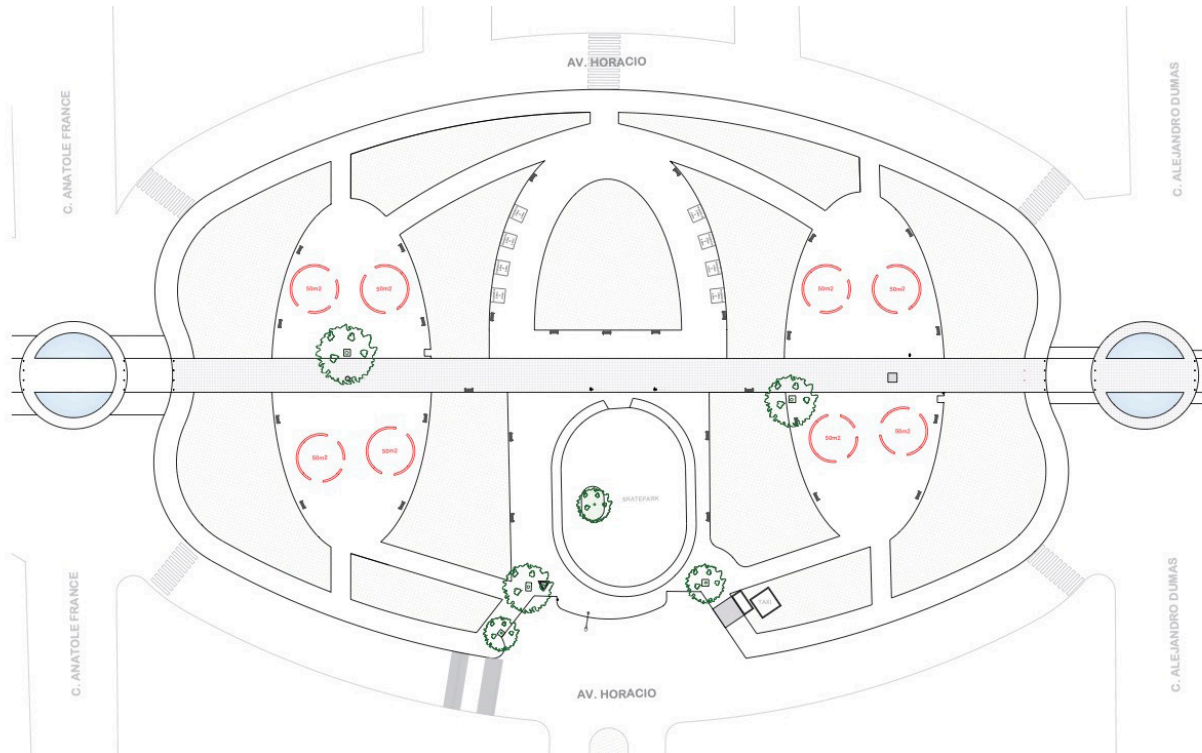 AV. HORACIO
C. ANATOLE FRANCE
C. ALEJANDRO DUMAS
50m2
50m2
50m2
50m2
50m2
50m2
50m2
50m2
SKATEPARK
TAXI
C. ANATOLE FRANCE
AV. HORACIO
C. ALEJANDRO DUMAS